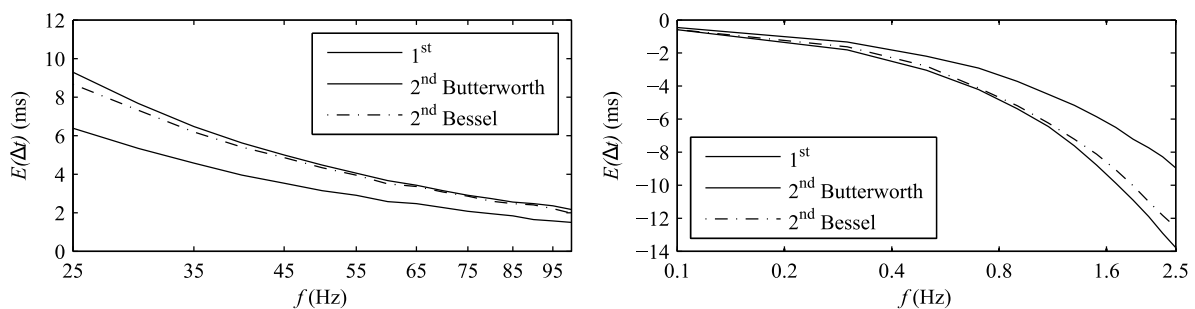 12
10
8
6
4
2
0
E(Δt) (ms)
1st
2nd Butterworth
2nd Bessel
25 35 45 55 65 75 85 95
f (Hz)
0
−2
−4
−6
−8
−10
−12
−14
E(Δt) (ms)
1st
2nd Butterworth
2nd Bessel
0.1 0.2 0.4 0.8 1.6 2.5
f (Hz)